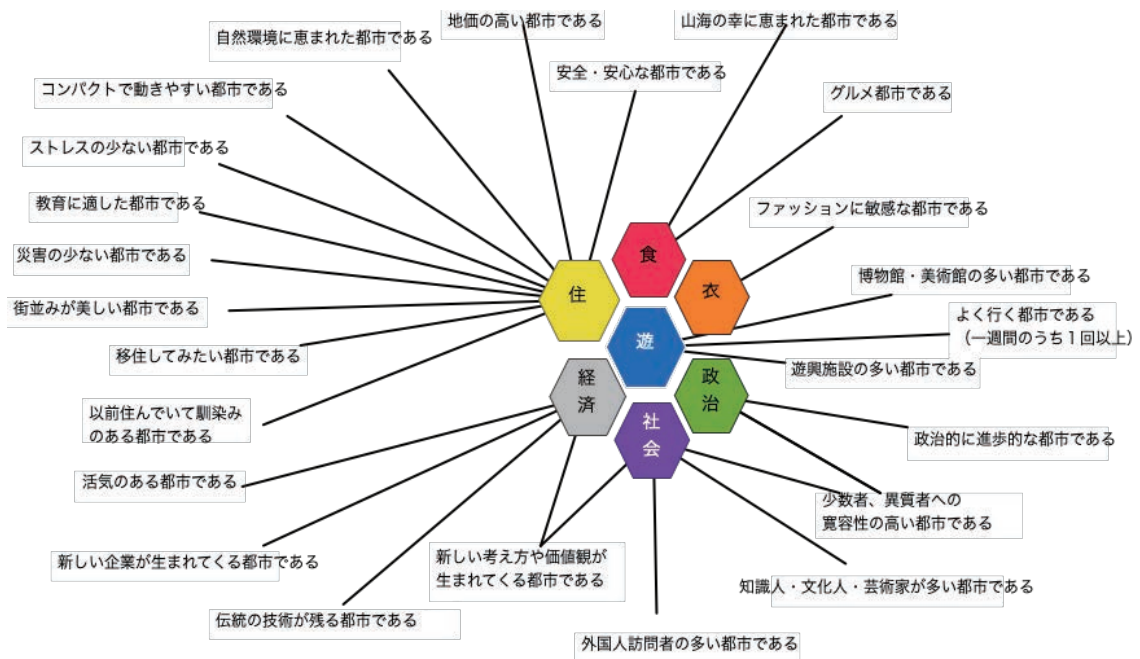 地価の高い都市である
山海の幸に恵まれた都市である
自然環境に恵まれた都市である
安全・安心な都市である
コンパクトで動きやすい都市である
グルメ都市である
ストレスの少ない都市である
教育に適した都市である
ファッションに敏感な都市である
災害の少ない都市である
食
衣
住
博物館・美術館の多い都市である
街並みが美しい都市である
よく行く都市である
（一週間のうち１回以上）
遊
移住してみたい都市である
遊興施設の多い都市である
経
済
政
治
以前住んでいて馴染み
のある都市である
社
会
政治的に進歩的な都市である
活気のある都市である
少数者、異質者への
寛容性の高い都市である
新しい企業が生まれてくる都市である
新しい考え方や価値観が
生まれてくる都市である
知識人・文化人・芸術家が多い都市である
伝統の技術が残る都市である
外国人訪問者の多い都市である